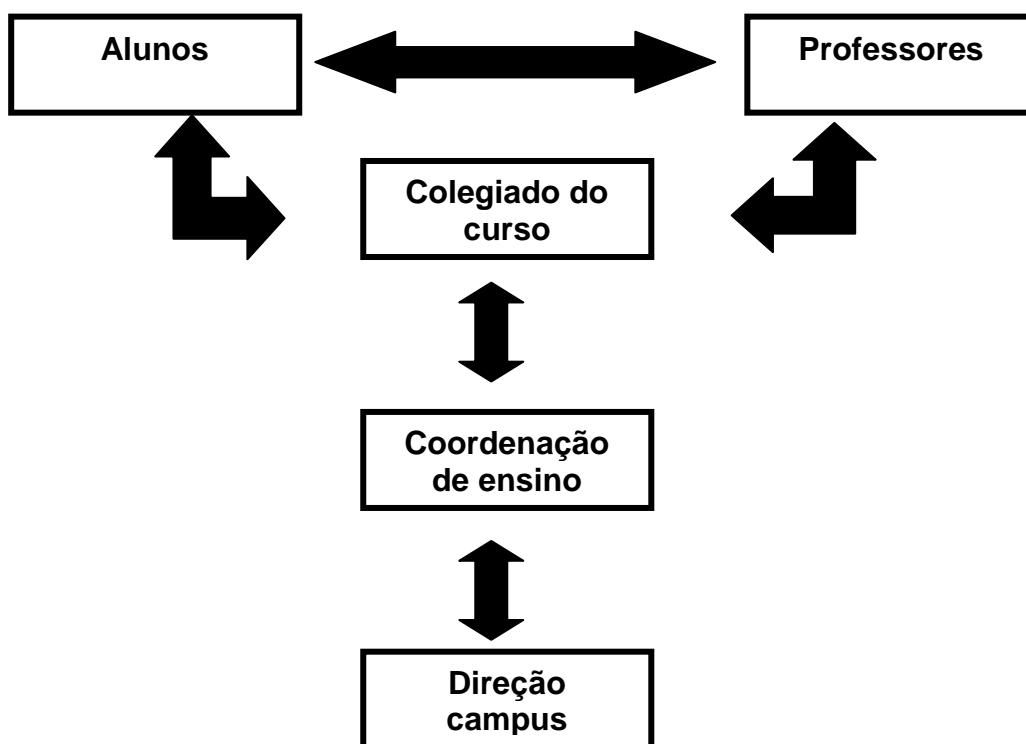 Alunos
Professores
Colegiado do
curso
Coordenação
de ensino
Direção
campus